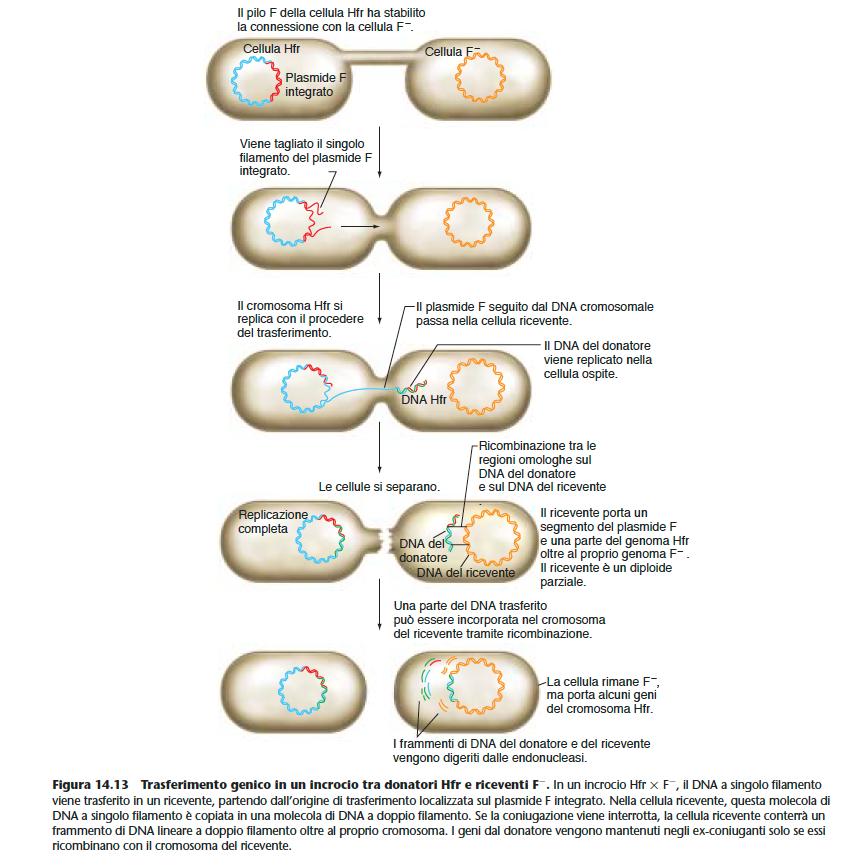 Il pilo F della cellula Hfr ha stabilito
la connessione con la cellula F⁻.
Cellula Hfr
Cellula F⁻
Plasmide F
integrato
Viene tagliato il singolo
filamento del plasmide F
integrato.
Il cromosoma Hfr si
replica con il procedere
del trasferimento.
Il plasmide F seguito dal DNA cromosomale
passa nella cellula ricevente.
Il DNA del donatore
viene replicato nella
cellula ospite.
DNA Hfr
Ricombinazione tra le
regioni omologhe sul
DNA del donatore
e sul DNA del ricevente
Le cellule si separano.
Replicazione
completa
DNA del
donatore
DNA del ricevente
Il ricevente porta un
segmento del plasmide F
e una parte del genoma Hfr
oltre al proprio genoma F⁻.
Il ricevente è un diploide
parziale.
Una parte del DNA trasferito
può essere incorporata nel cromosoma
del ricevente tramite ricombinazione.
La cellula rimane F⁻,
ma porta alcuni geni
del cromosoma Hfr.
I frammenti di DNA del donatore e del ricevente
vengono digeriti dalle endonucleasi.
Figura 14.13 Trasferimento genico in un incrocio tra donatori Hfr e riceventi F⁻. In un incrocio Hfr × F⁻, il DNA a singolo filamento
viene trasferito in un ricevente, partendo dall'origine di trasferimento localizzata sul plasmide F integrato. Nella cellula ricevente, questa molecola di
DNA a singolo filamento è copiata in una molecola di DNA a doppio filamento. Se la coniugazione viene interrotta, la cellula ricevente conterrà un
frammento di DNA lineare a doppio filamento oltre al proprio cromosoma. I geni dal donatore vengono mantenuti negli ex-coniuganti solo se essi
ricombinano con il cromosoma del ricevente.